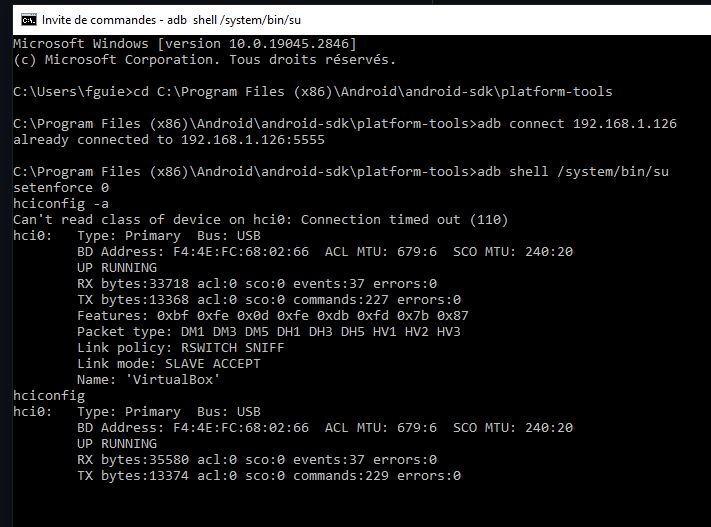 Invite de commandes - adb  shell /system/bin/su
Microsoft Windows [version 10.0.19045.2846]
(c) Microsoft Corporation. Tous droits réservés.
C:\Users\fguie>cd C:\Program Files (x86)\Android\android-sdk\platform-tools
C:\Program Files (x86)\Android\android-sdk\platform-tools>adb connect 192.168.1.126
already connected to 192.168.1.126:5555
C:\Program Files (x86)\Android\android-sdk\platform-tools>adb shell /system/bin/su
setenforce 0
hciconfig -a
Can't read class of device on hci0: Connection timed out (110)
hci0:   Type: Primary  Bus: USB
        BD Address: F4:4E:FC:68:02:66  ACL MTU: 679:6  SCO MTU: 240:20
        UP RUNNING
        RX bytes:33718 acl:0 sco:0 events:37 errors:0
        TX bytes:13368 acl:0 sco:0 commands:227 errors:0
        Features: 0xbf 0xfe 0x0d 0xfe 0xdb 0xfd 0x7b 0x87
        Packet type: DM1 DM3 DM5 DH1 DH3 DH5 HV1 HV2 HV3
        Link policy: RSWITCH SNIFF
        Link mode: SLAVE ACCEPT
        Name: 'VirtualBox'
hciconfig
hci0:   Type: Primary  Bus: USB
        BD Address: F4:4E:FC:68:02:66  ACL MTU: 679:6  SCO MTU: 240:20
        UP RUNNING
        RX bytes:35580 acl:0 sco:0 events:37 errors:0
        TX bytes:13374 acl:0 sco:0 commands:229 errors:0